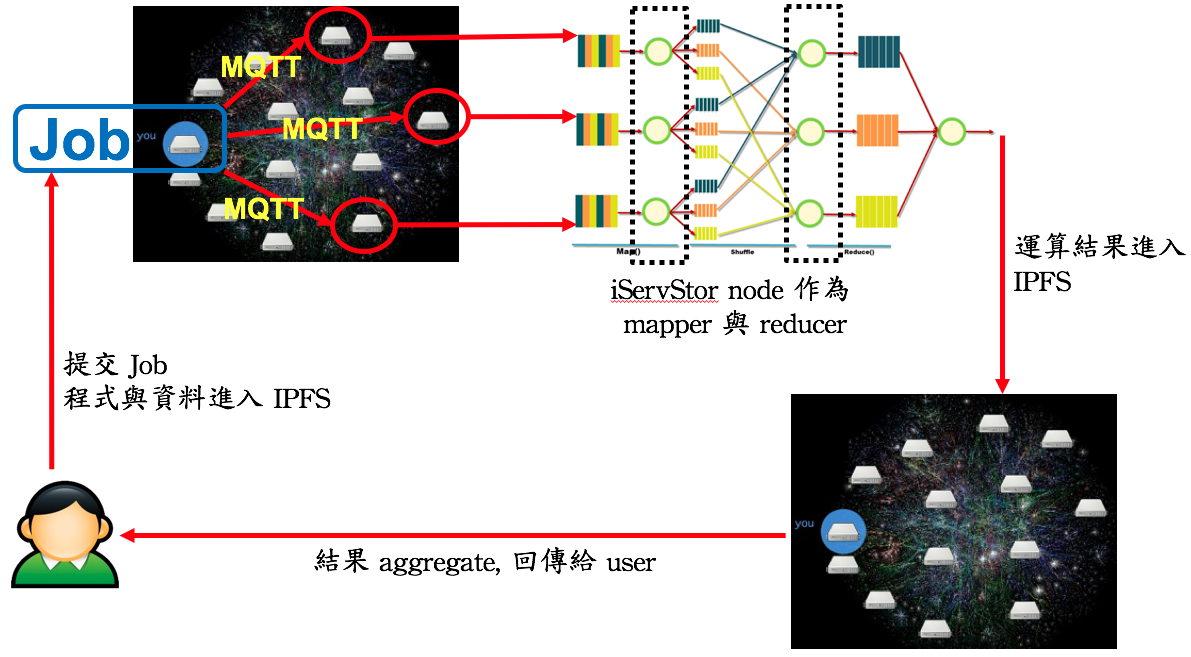 MQTT
Job
you
MQTT
MQTT
Map()
Shuffle
Reduce()
iServStor node 作為
mapper 與 reducer
運算結果進入
IPFS
提交 Job
程式與資料進入 IPFS
you
結果 aggregate, 回傳給 user